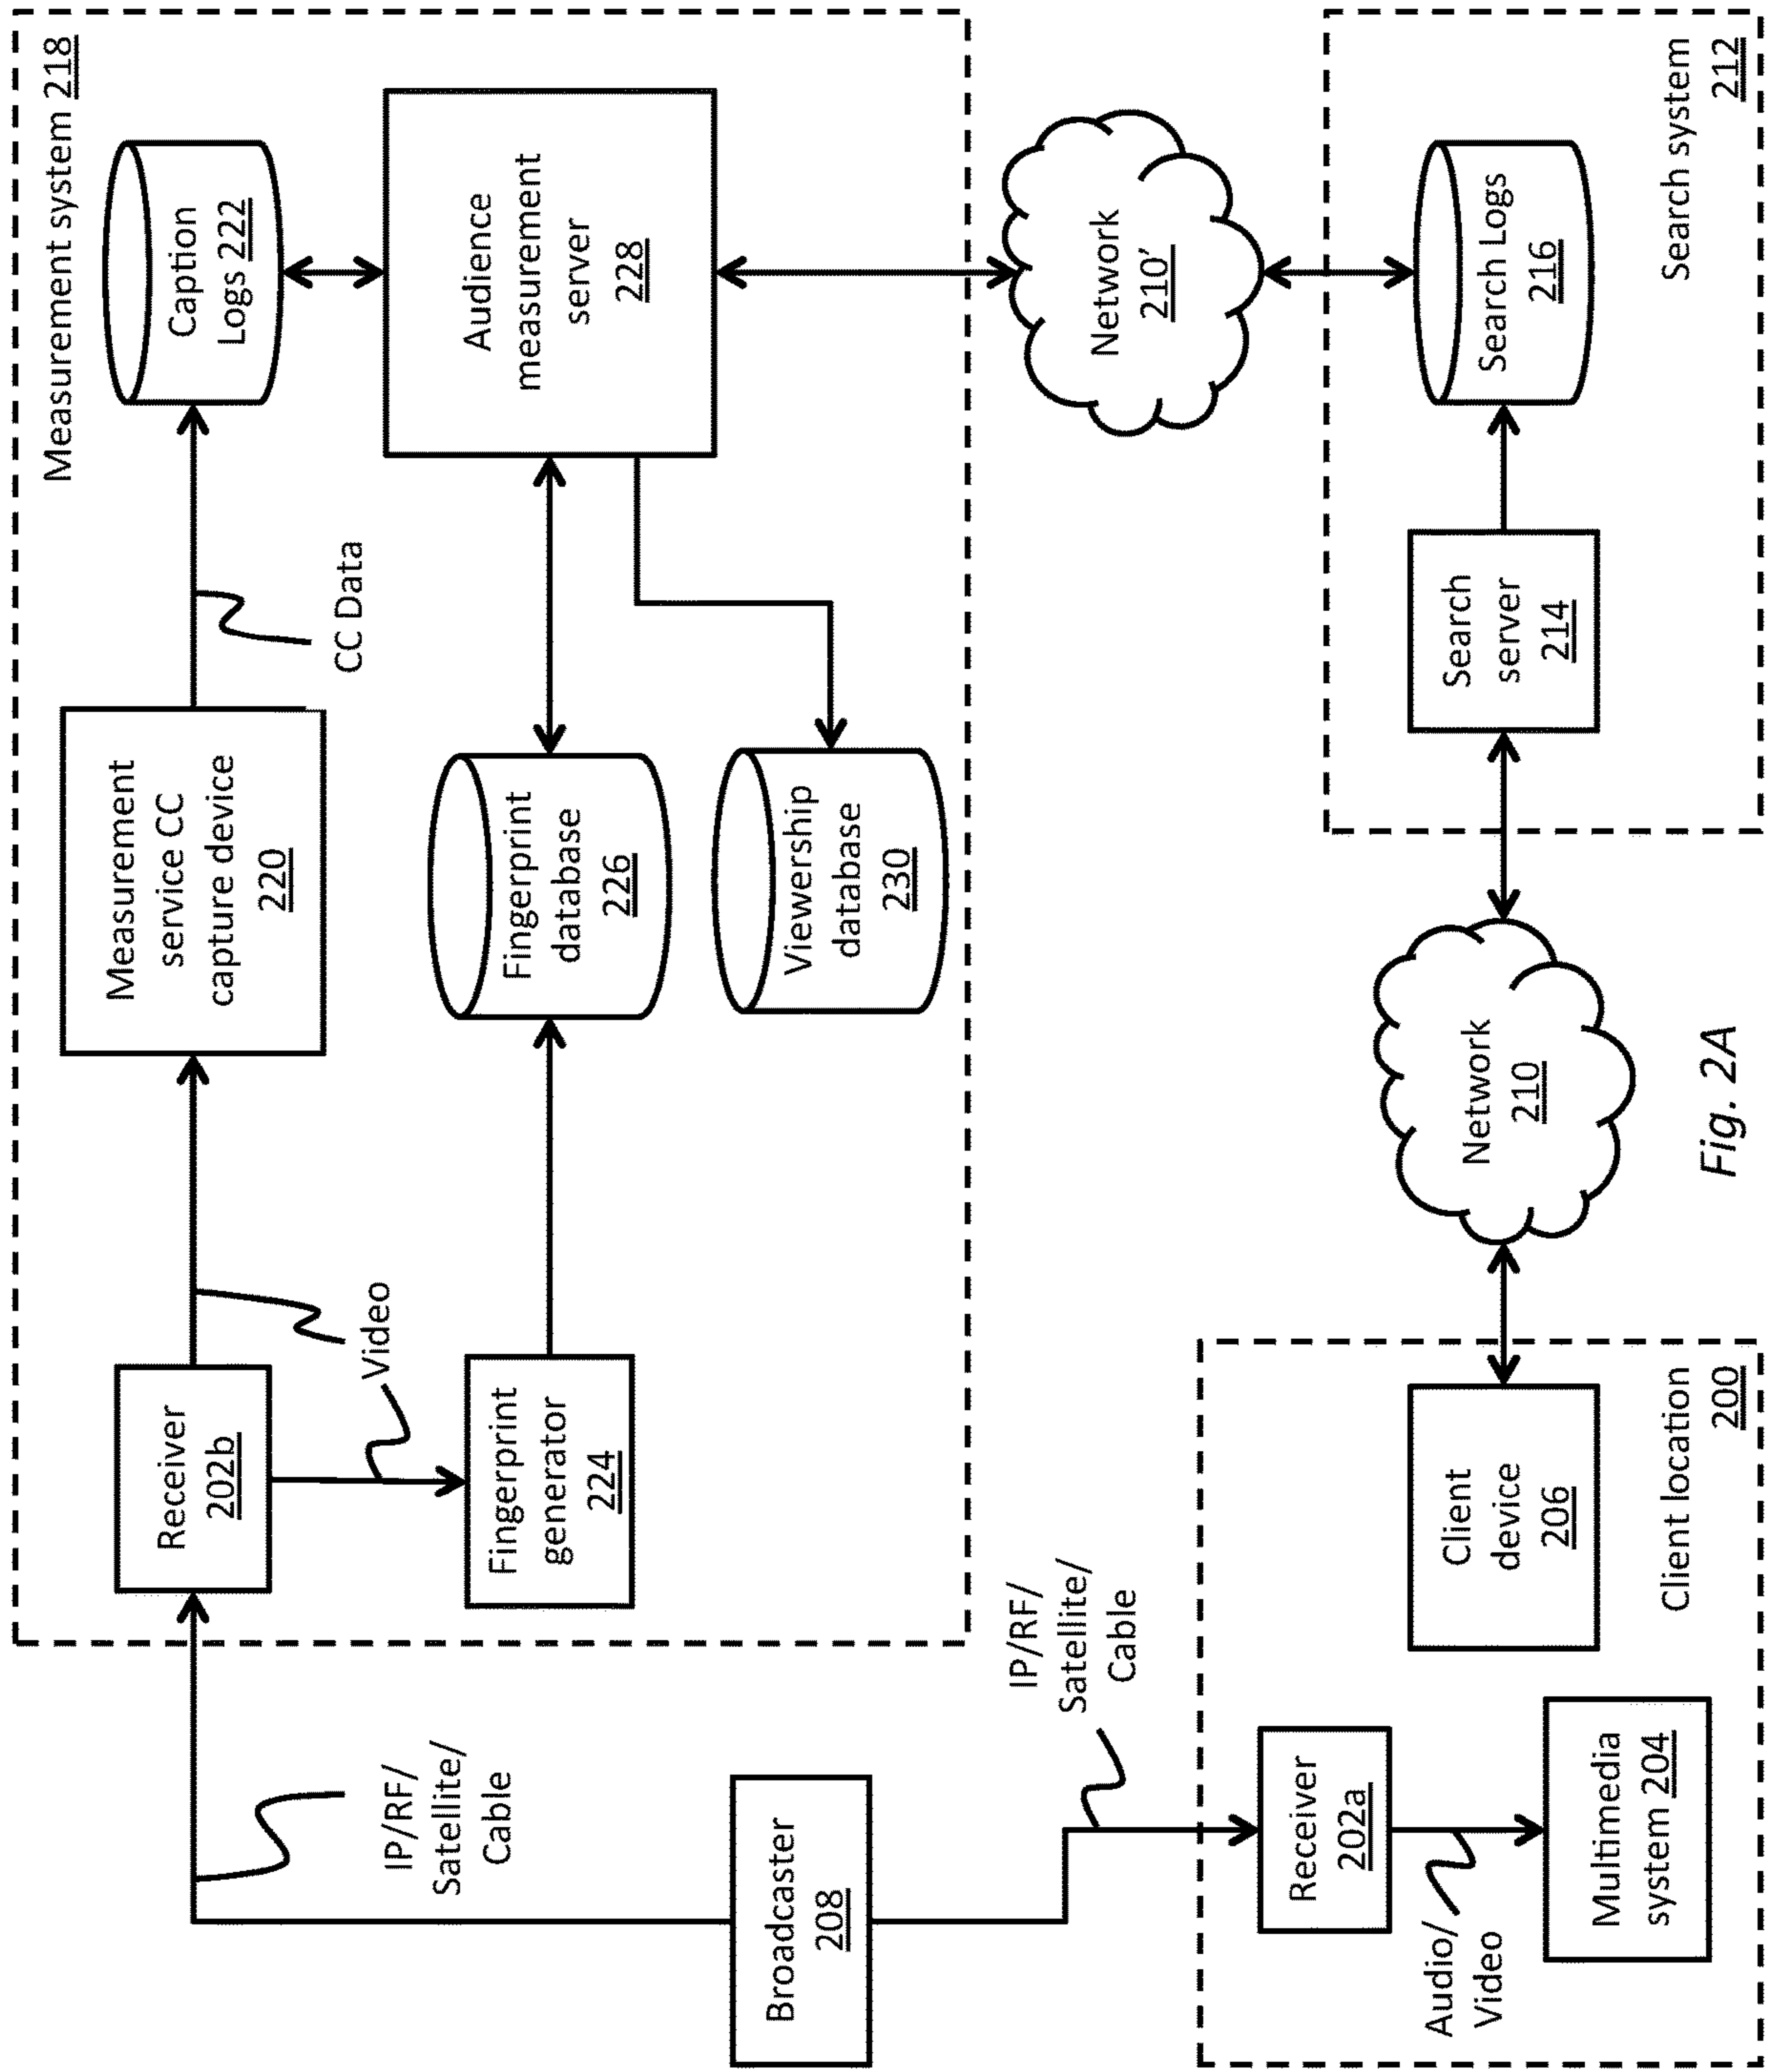 Measurement system 218
IP/RF/
Satellite/
Cable
Receiver
202b
Video
Measurement
service CC
capture device
220
CC Data
Caption
Logs 222
Fingerprint
generator
224
Fingerprint
database
226
Audience
measurement
server
228
Viewership
database
230
Broadcaster
208
IP/RF/
Satellite/
Cable
Network
210’
Receiver
202a
Audio/
Video
Multimedia
system 204
Client
device
206
Client location
200
Network
210
Search
server
214
Search Logs
216
Search system
212
Fig. 2A